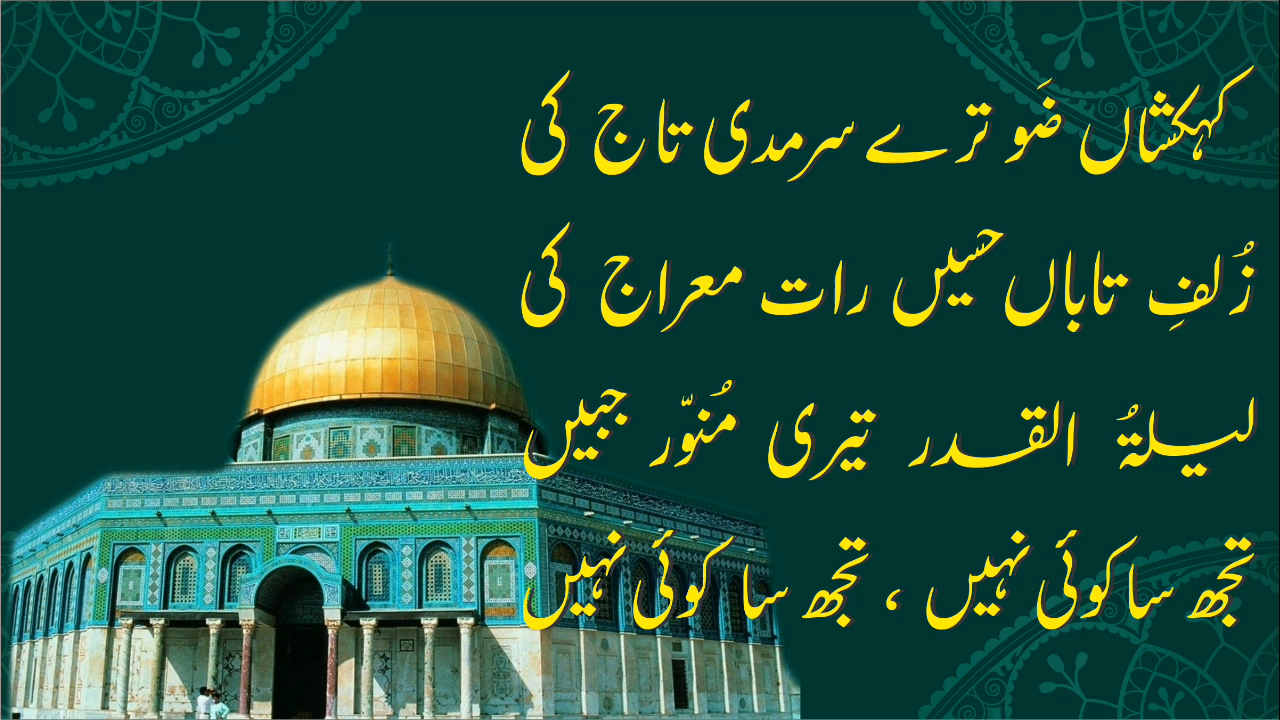 کہکشاں ضَو ترے سرمدی تاج کی
زُلفِ تاباں حسیں رات معراج کی
لیلۃُ القدر تیری مُنوّر جبیں
تجھ سا کوئی نہیں ، تجھ سا کوئی نہیں